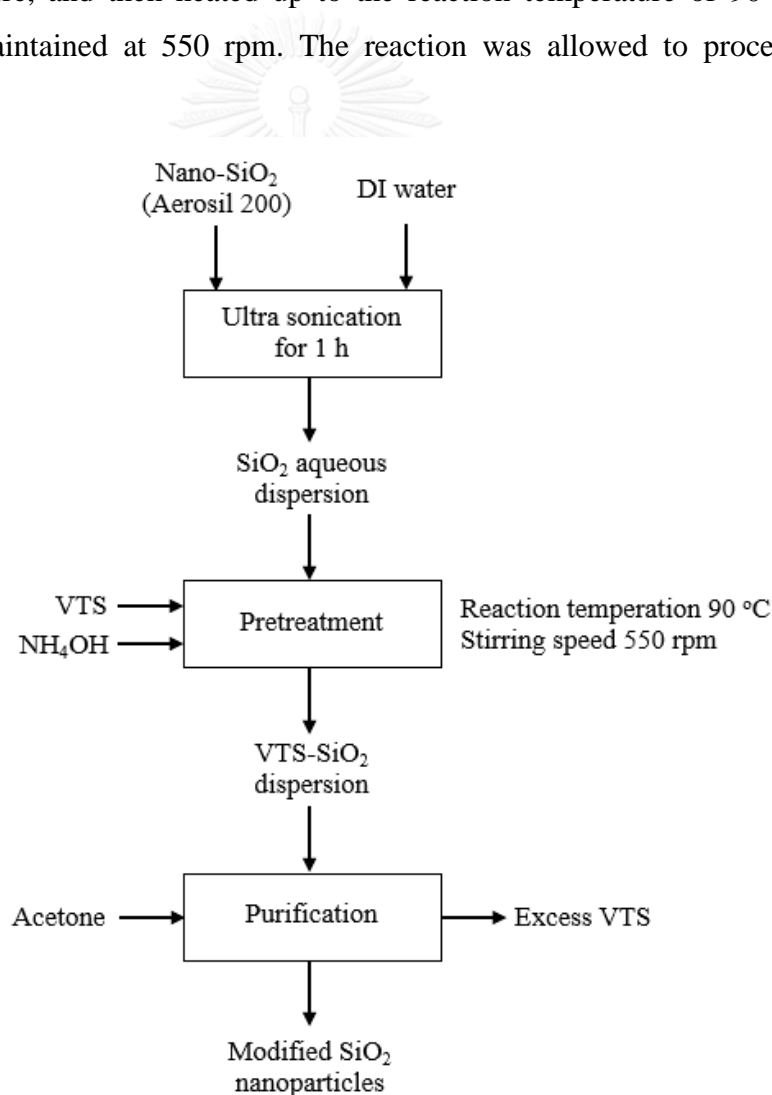 and then heated up to the reaction temperature of 90
at 550 rpm. The reaction was allowed to
Nano-SiO₂
(Aerosil 200)
DI water
Ultra sonication
for 1 h
SiO₂ aqueous
dispersion
VTS
NH₄OH
Pretreatment
Reaction temperation 90 °C
Stirring speed 550 rpm
VTS-SiO₂
dispersion
Acetone
Purification
Excess VTS
Modified SiO₂
nanoparticles